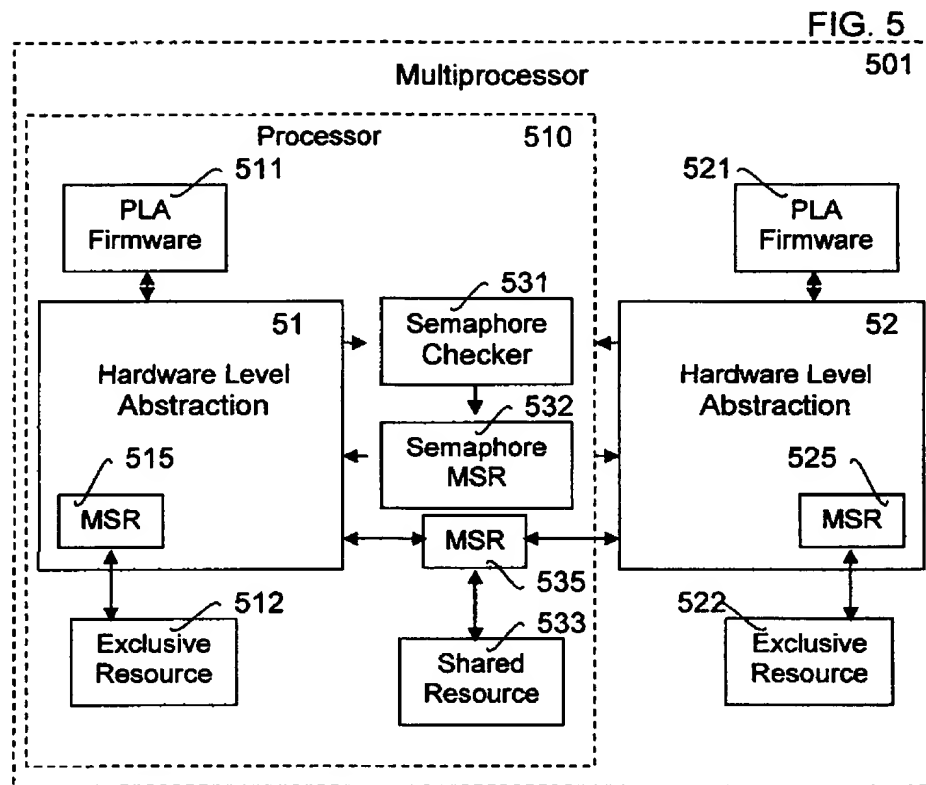 FIG. 5
501
Multiprocessor
Processor
510
511
PLA
Firmware
521
PLA
Firmware
51
Hardware Level
Abstraction
531
Semaphore
Checker
532
Semaphore
MSR
52
Hardware Level
Abstraction
515
MSR
MSR
535
525
MSR
512
Exclusive
Resource
533
Shared
Resource
522
Exclusive
Resource